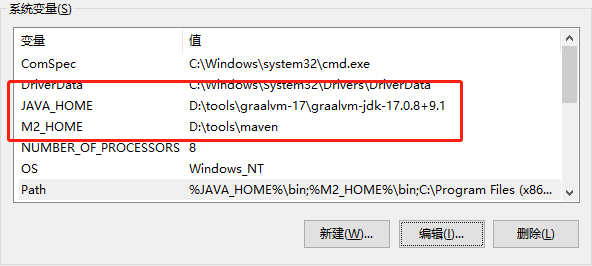 系统变量(S)
变量 值
ComSpec C:\Windows\system32\cmd.exe
DriverData C:\Windows\System32\Drivers\DriverData
JAVA_HOME D:\tools\graalvm-17\graalvm-jdk-17.0.8+9.1
M2_HOME D:\tools\maven
NUMBER_OF_PROCESSORS 8
OS Windows_NT
Path %JAVA_HOME%\bin;%M2_HOME%\bin;C:\Program Files (x86...
新建(W)... 编辑(I)... 删除(L)